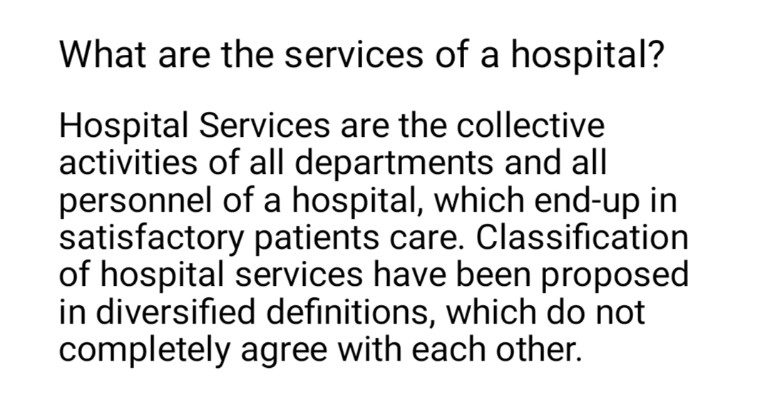 What are the services of a hospital?
Hospital Services are the collective
activities of all departments and all
personnel of a hospital, which end-up in
satisfactory patients care. Classification
of hospital services have been proposed
in diversified definitions, which do not
completely agree with each other.